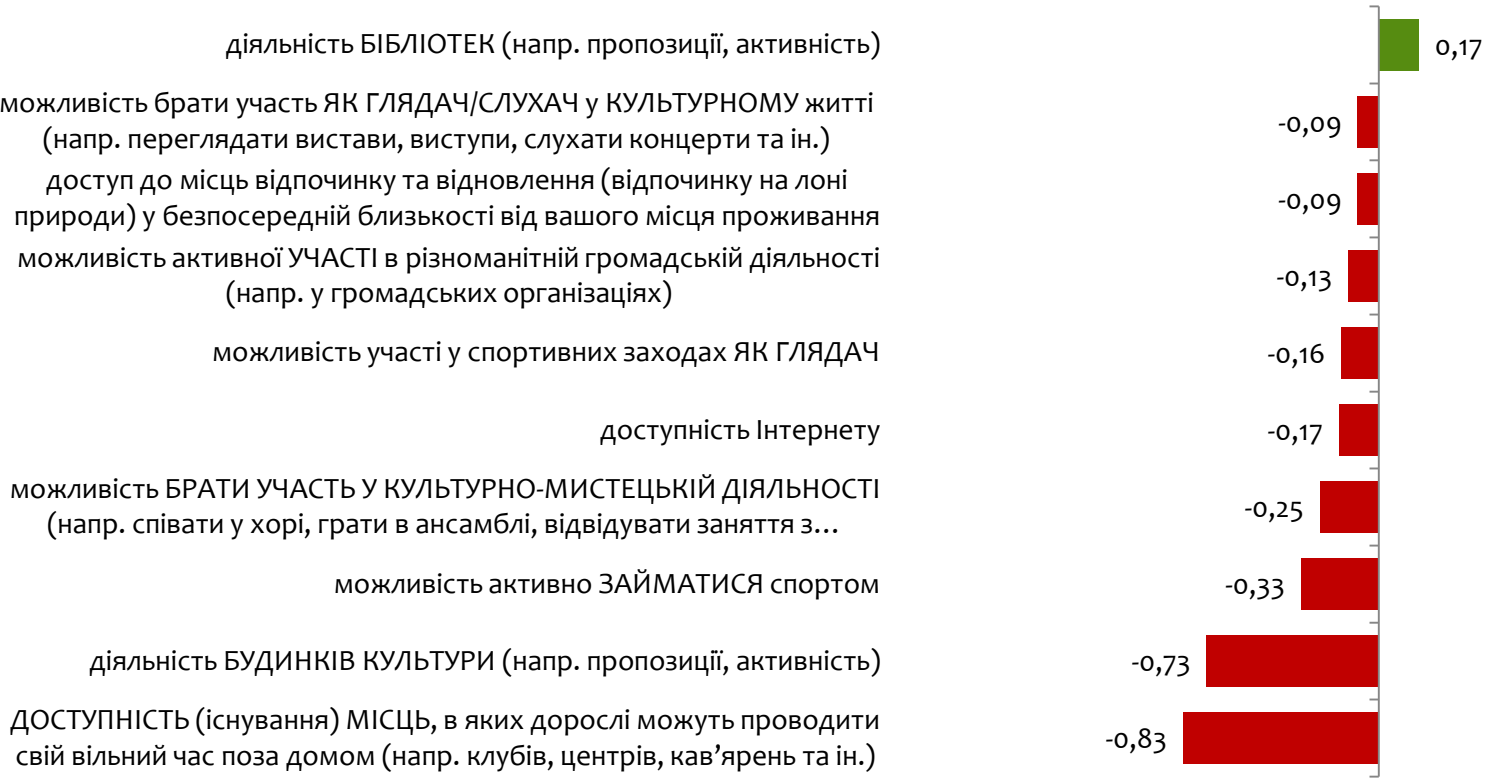 діяльність БІБЛІОТЕК (напр. пропозиції, активність)
0,17
можливість брати участь ЯК ГЛЯДАЧ/СЛУХАЧ у КУЛЬТУРНОМУ житті
(напр. переглядати вистави, виступи, слухати концерти та ін.)
-0,09
доступ до місць відпочинку та відновлення (відпочинку на лоні
природи) у безпосередній близькості від вашого місця проживання
-0,09
можливість активної УЧАСТІ в різноманітній громадській діяльності
(напр. у громадських організаціях)
-0,13
можливість участі у спортивних заходах ЯК ГЛЯДАЧ
-0,16
доступність Інтернету
-0,17
можливість БРАТИ УЧАСТЬ У КУЛЬТУРНО-МИСТЕЦЬКІЙ ДІЯЛЬНОСТІ
(напр. співати у хорі, грати в ансамблі, відвідувати заняття з…
-0,25
можливість активно ЗАЙМАТИСЯ спортом
-0,33
діяльність БУДИНКІВ КУЛЬТУРИ (напр. пропозиції, активність)
-0,73
ДОСТУПНІСТЬ (існування) МІСЦЬ, в яких дорослі можуть проводити
свій вільний час поза домом (напр. клубів, центрів, кав’ярень та ін.)
-0,83